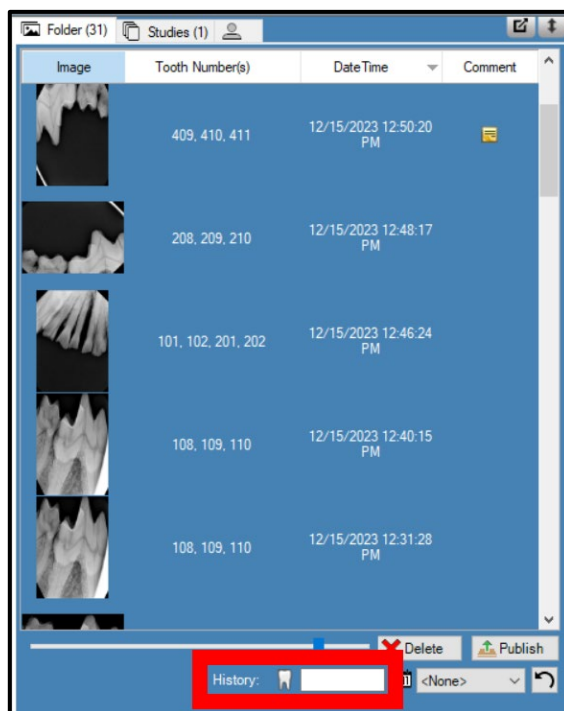 Folder (31) Studies (1)
Image Tooth Number(s) DateTime Comment
409, 410, 411 12/15/2023 12:50:20
PM
208, 209, 210 12/15/2023 12:48:17
PM
101, 102, 201, 202 12/15/2023 12:46:24
PM
108, 109, 110 12/15/2023 12:40:15
PM
108, 109, 110 12/15/2023 12:31:28
PM
Delete Publish
History: <None>